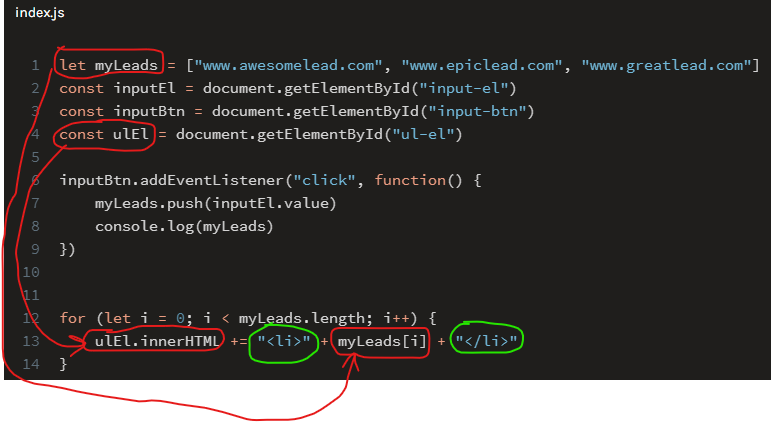 index.js
1 let myLeads = ["www.awesomelead.com", "www.epiclead.com", "www.greatlead.com"]
2 const inputEl = document.getElementById("input-el")
3 const inputBtn = document.getElementById("input-btn")
4 const ulEl = document.getElementById("ul-el")
5
6 inputBtn.addEventListener("click", function() {
7     myLeads.push(inputEl.value)
8     console.log(myLeads)
9 })
10
11
12 for (let i = 0; i < myLeads.length; i++) {
13     ulEl.innerHTML += "<li>" + myLeads[i] + "</li>"
14 }